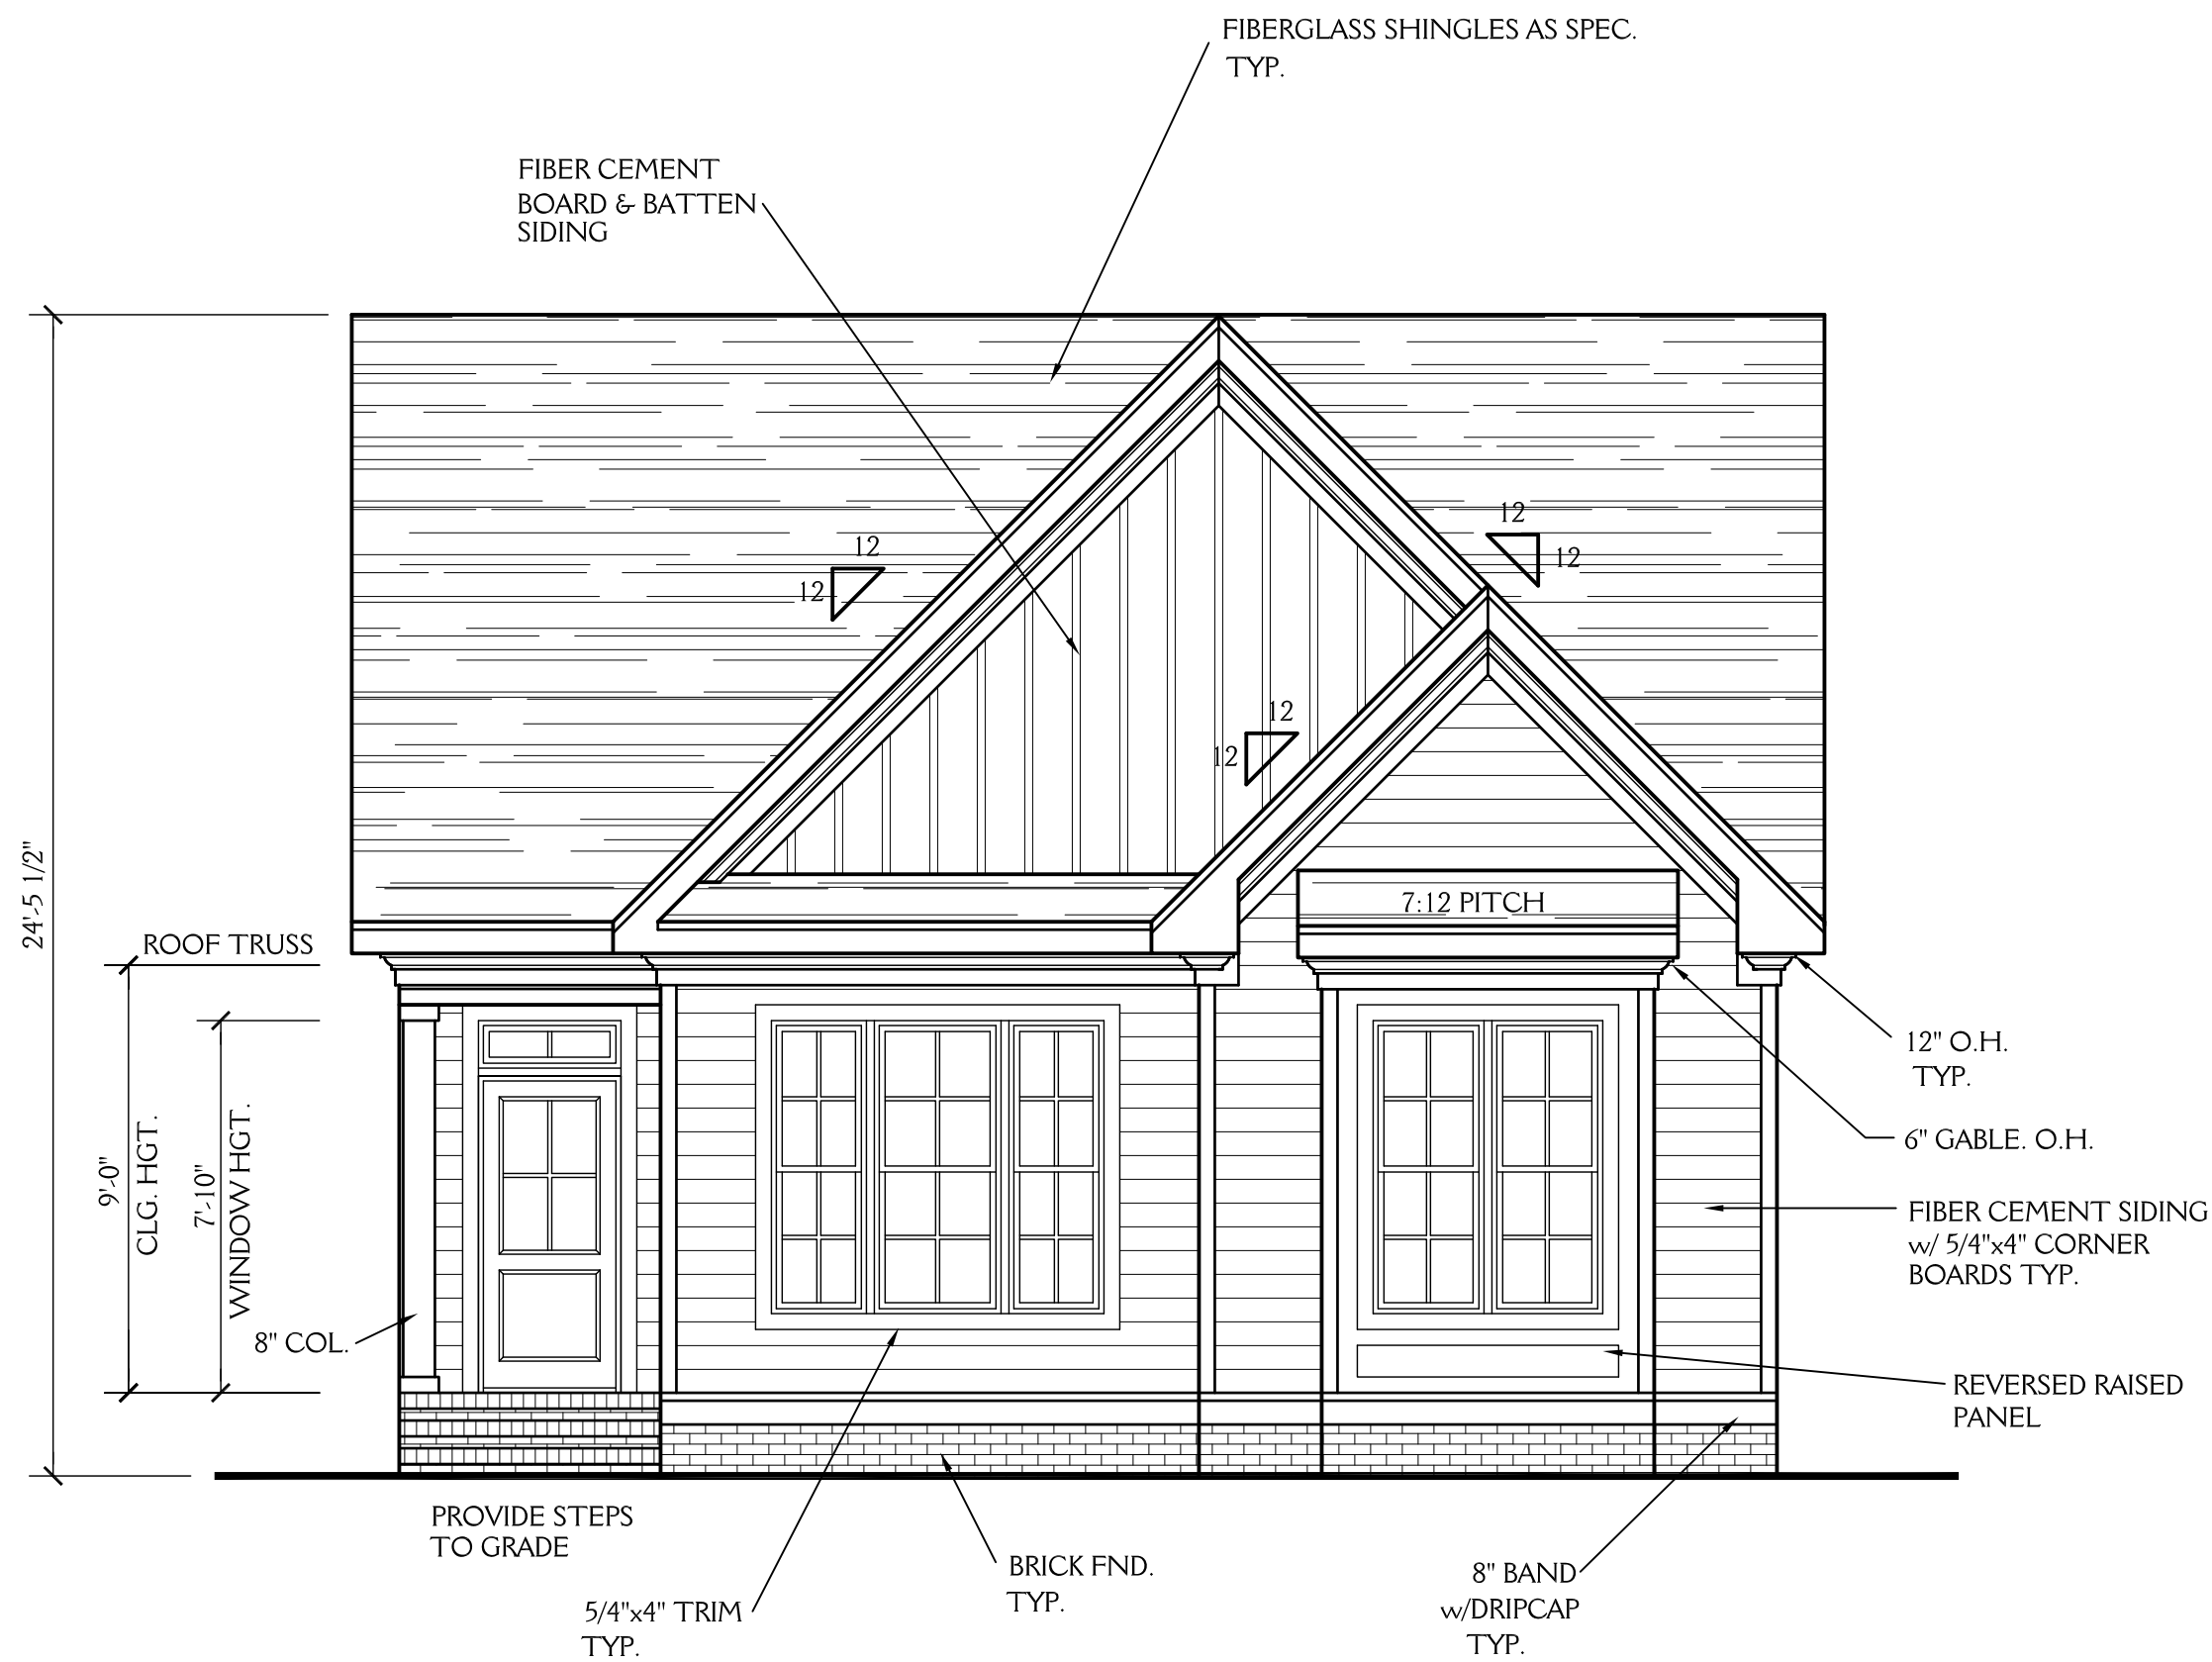 FIBERGLASS SHINGLES AS SPEC.
TYP.
FIBER CEMENT
BOARD & BATTEN
SIDING
12
12
12
12
12
12
7:12 PITCH
24'-5 1/2"
ROOF TRUSS
9'-0"
CLG. HGT.
7'-10"
WINDOW HGT.
8" COL.
12" O.H.
TYP.
6" GABLE. O.H.
FIBER CEMENT SIDING
w/ 5/4"x4" CORNER
BOARDS TYP.
REVERSED RAISED
PANEL
PROVIDE STEPS
TO GRADE
5/4"x4" TRIM
TYP.
BRICK FND.
TYP.
8" BAND
w/DRIPCAP
TYP.